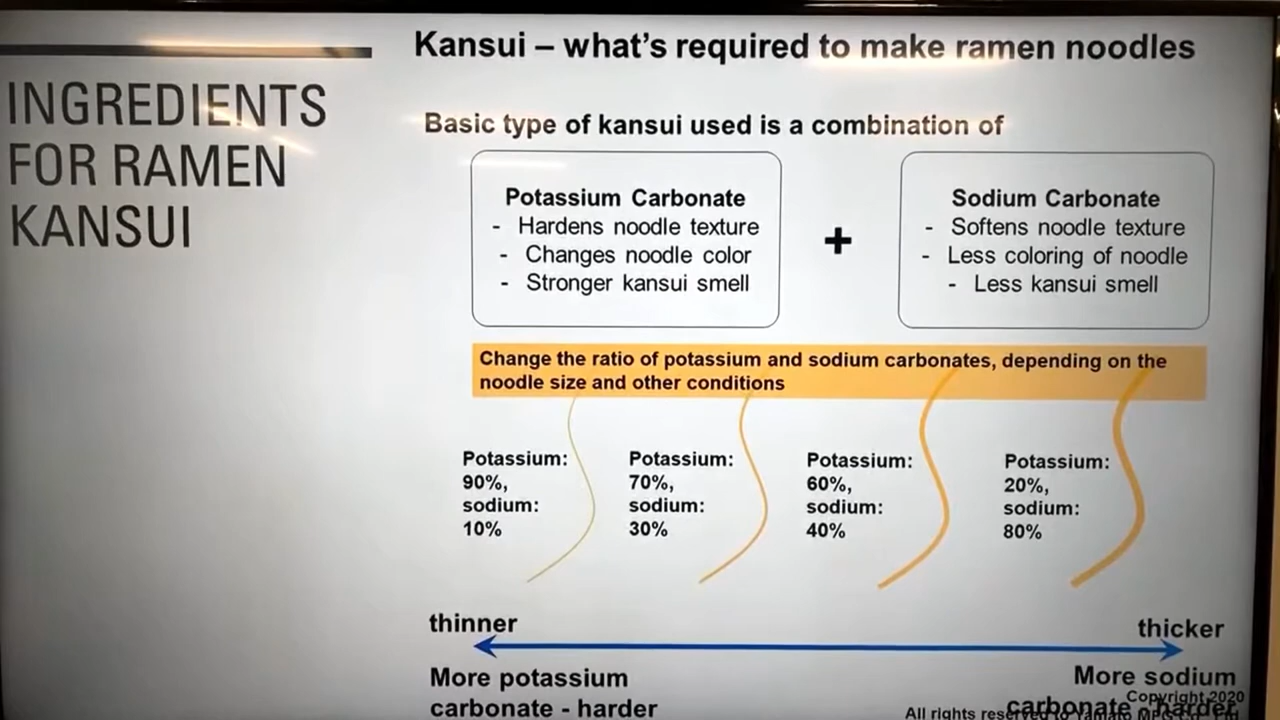 Kansui – what's required to make ramen noodles
INGREDIENTS
FOR RAMEN
KANSUI
Basic type of kansui used is a combination of
Potassium Carbonate
- Hardens noodle texture
- Changes noodle color
- Stronger kansui smell
+
Sodium Carbonate
- Softens noodle texture
- Less coloring of noodle
- Less kansui smell
Change the ratio of potassium and sodium carbonates, depending on the
noodle size and other conditions
Potassium:
90%,
sodium:
10%
Potassium:
70%,
sodium:
30%
Potassium:
60%,
sodium:
40%
Potassium:
20%,
sodium:
80%
thinner
thicker
More potassium
carbonate - harder
More sodium
carbonate - harder
Copyright 2020
All rights reserved to